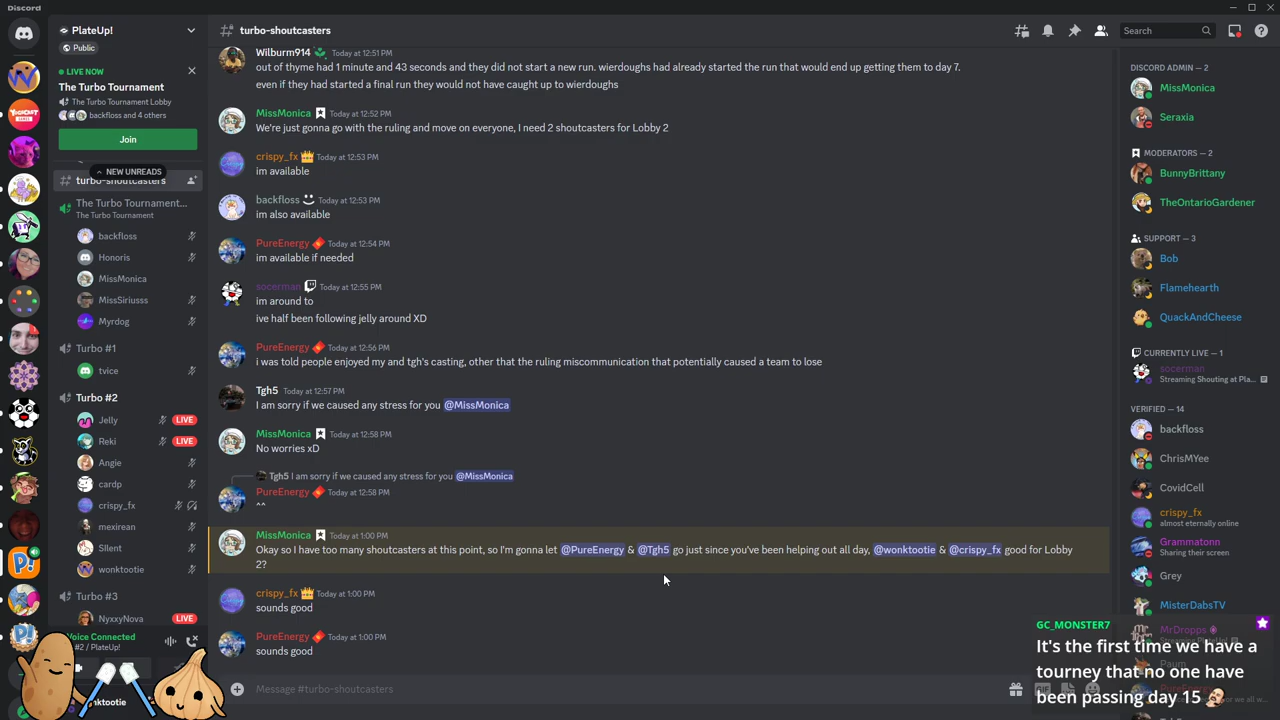 Discord
PlateUp!
Public
LIVE NOW
The Turbo Tournament
The Turbo Tournament Lobby
backfloss and 4 others
Join
NEW UNREADS
turbo-shoutcasters
The Turbo Tournament...
The Turbo Tournament
backfloss
Honoris
MissMonica
MissSiriusss
Myrdog
Turbo #1
tvice
Turbo #2
Jelly LIVE
Reki LIVE
Angie
cardp
crispy_fx
mexirean
SIlent
wonktootie
Turbo #3
NyxxyNova LIVE
Voice Connected
#2 / PlateUp!
turbo-shoutcasters
Search
Wilburm914 Today at 12:51 PM
out of thyme had 1 minute and 43 seconds and they did not start a new run. wierdoughs had already started the run that would end up getting them to day 7.
even if they had started a final run they would not have caught up to wierdoughs
MissMonica Today at 12:52 PM
We're just gonna go with the ruling and move on everyone, I need 2 shoutcasters for Lobby 2
crispy_fx Today at 12:53 PM
im available
backfloss Today at 12:53 PM
im also available
PureEnergy Today at 12:54 PM
im available if needed
socerman Today at 12:55 PM
im around to
ive half been following jelly around XD
PureEnergy Today at 12:56 PM
i was told people enjoyed my and tgh's casting, other that the ruling miscommunication that potentially caused a team to lose
Tgh5 Today at 12:57 PM
I am sorry if we caused any stress for you @MissMonica
MissMonica Today at 12:58 PM
No worries xD
Tgh5 I am sorry if we caused any stress for you @MissMonica
PureEnergy Today at 12:58 PM
^^
MissMonica Today at 1:00 PM
Okay so I have too many shoutcasters at this point, so I'm gonna let @PureEnergy & @Tgh5 go just since you've been helping out all day, @wonktootie & @crispy_fx good for Lobby
2?
crispy_fx Today at 1:00 PM
sounds good
PureEnergy Today at 1:00 PM
sounds good
Message #turbo-shoutcasters
DISCORD ADMIN — 2
MissMonica
Seraxia
MODERATORS — 2
BunnyBrittany
TheOntarioGardener
SUPPORT — 3
Bob
Flamehearth
QuackAndCheese
CURRENTLY LIVE — 1
socerman
Streaming Shouting at Pla...
VERIFIED — 14
backfloss
ChrisMYee
CovidCell
crispy_fx
almost eternally online
Grammatonn
Sharing their screen
Grey
MisterDabsTV
MrDropps
Paum
GC_MONSTER7
It's the first time we have a
tourney that no one have
been passing day 15